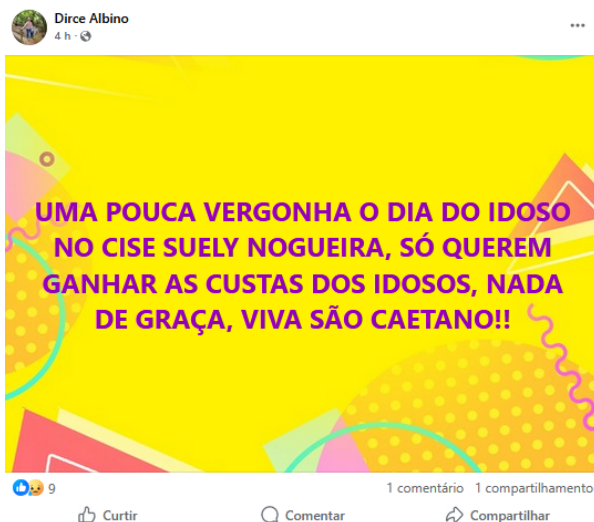 Dirce Albino
4 h ·
UMA POUCA VERGONHA O DIA DO IDOSO
NO CISE SUELY NOGUEIRA, SÓ QUEREM
GANHAR AS CUSTAS DOS IDOSOS, NADA
DE GRAÇA, VIVA SÃO CAETANO!!
9 1 comentário 1 compartilhamento
Curtir Comentar Compartilhar